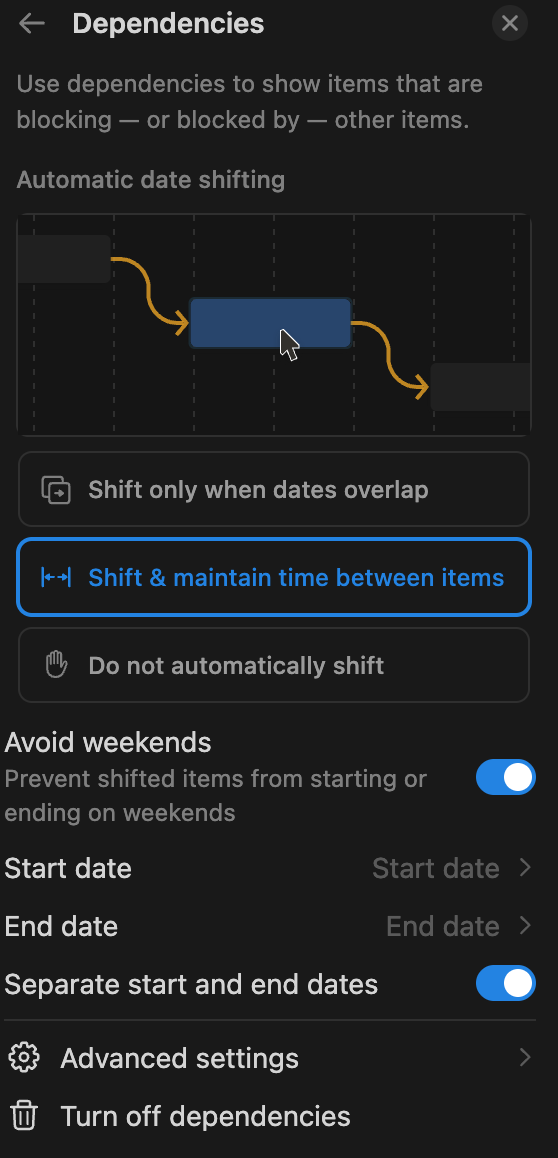 Dependencies
Use dependencies to show items that are
blocking — or blocked by — other items.
Automatic date shifting
Shift only when dates overlap
Shift & maintain time between items
Do not automatically shift
Avoid weekends
Prevent shifted items from starting or
ending on weekends
Start date Start date
End date End date
Separate start and end dates
Advanced settings
Turn off dependencies